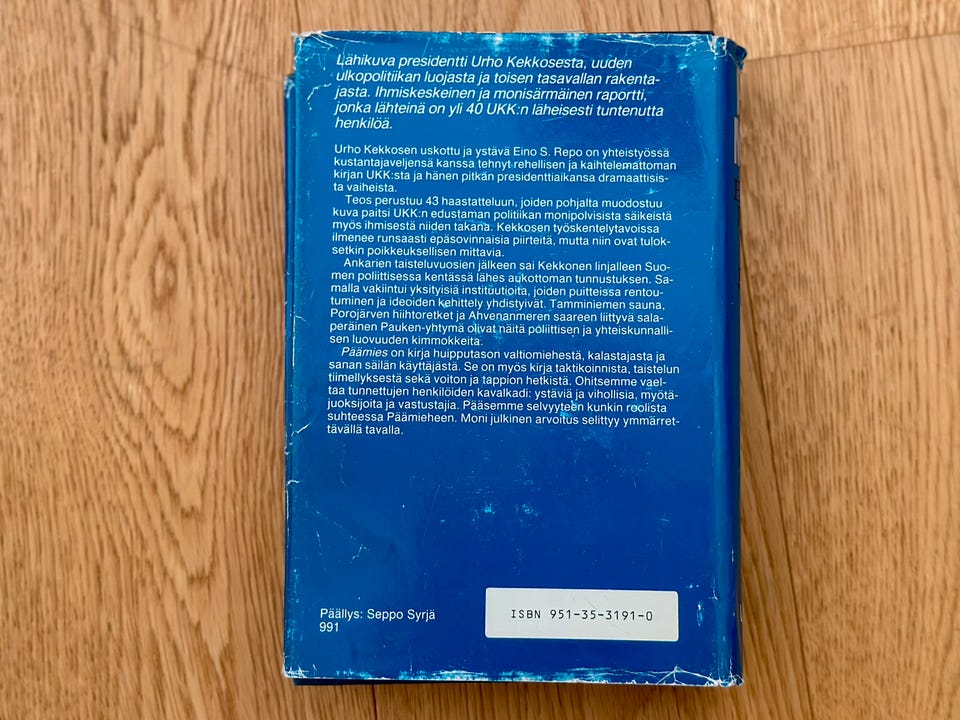 Lähikuva presidentti Urho Kekkosesta, uuden
ulkopolitiikan luojasta ja toisen tasavallan rakenta-
jasta. Ihmiskeskeinen ja monisärmäinen raportti,
jonka lähteinä on yli 40 UKK:n läheisesti tuntenutta
henkilöä.
Urho Kekkosen uskottu ja ystävä Eino S. Repo on yhteistyössä
kustantajaveljensä kanssa tehnyt rehellisen ja kaihtelemattoman
kirjan UKK:sta ja hänen pitkän presidenttiaikansa dramaattisis-
ta vaiheista.
Teos perustuu 43 haastatteluun, joiden pohjalta muodostuu
kuva paitsi UKK:n edustaman politiikan monipolvisista säikeistä
myös ihmisestä niiden takana. Kekkosen työskentelytavoissa
ilmenee runsaasti epäsovinnaisia piirteitä, mutta niin ovat tulok-
setkin poikkeuksellisen mittavia.
Ankarien taisteluvuosien jälkeen sai Kekkonen linjalleen Suo-
men poliittisessa kentässä lähes aukottoman tunnustuksen. Sa-
malla vakiintui yksityisiä instituutioita, joiden puitteissa rentou-
tuminen ja ideoiden kehittely yhdistyivät. Tamminiemen sauna,
Porojärven hiihtoretket ja Ahvenanmeren saareen liittyvä sala-
peräinen Pauken-yhtymä olivat näitä poliittisen ja yhteiskunnalli-
sen luovuuden kimmokkeita.
Päämies on kirja huipputason valtiomiehestä, kalastajasta ja
sanan säilän käyttäjästä. Se on myös kirja taktikoinnista, taistelun
tiimellyksestä sekä voiton ja tappion hetkistä. Ohitsemme vael-
taa tunnettujen henkilöiden kavalkadi: ystäviä ja vihollisia, myötä-
juoksijoita ja vastustajia. Pääsemme selvyyteen kunkin roolista
suhteessa Päämieheen. Moni julkinen arvoitus selittyy ymmärret-
tävällä tavalla.
Päällys: Seppo Syrjä
991
ISBN 951-35-3191-0